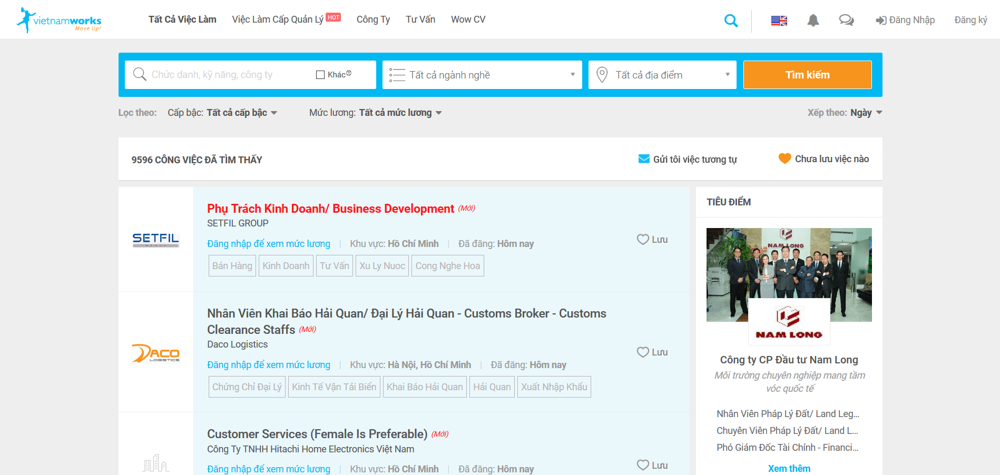 vietnamworks
Move Up!
Tất Cả Việc Làm
Việc Làm Cấp Quản Lý HOT
Công Ty
Tư Vấn
Wow CV
Đăng Nhập
Đăng ký
Chức danh, kỹ năng, công ty
Khác
Tất cả ngành nghề
Tất cả địa điểm
Tìm kiếm
Lọc theo: Cấp bậc: Tất cả cấp bậc
Mức lương: Tất cả mức lương
Xếp theo: Ngày
9596 CÔNG VIỆC ĐÃ TÌM THẤY
Gửi tôi việc tương tự
Chưa lưu việc nào
SETFIL
GROUP
Phụ Trách Kinh Doanh/ Business Development (Mới)
SETFIL GROUP
Đăng nhập để xem mức lương | Khu vực: Hồ Chí Minh | Đã đăng: Hôm nay
Bán Hàng Kinh Doanh Tư Vấn Xu Ly Nuoc Cong Nghe Hoa
Lưu
DACO
LOGISTICS
Nhân Viên Khai Báo Hải Quan/ Đại Lý Hải Quan - Customs Broker - Customs
Clearance Staffs (Mới)
Daco Logistics
Đăng nhập để xem mức lương | Khu vực: Hà Nội, Hồ Chí Minh | Đã đăng: Hôm nay
Chứng Chỉ Đại Lý Kinh Tế Vận Tải Biển Khai Báo Hải Quan Hải Quan Xuất Nhập Khẩu
Lưu
Customer Services (Female Is Preferable) (Mới)
Công Ty TNHH Hitachi Home Electronics Việt Nam
Đăng nhập để xem mức lương | Khu vực: Hồ Chí Minh | Đã đăng: Hôm nay
Lưu
TIÊU ĐIỂM
NAM LONG
NAM LONG
Công ty CP Đầu tư Nam Long
Môi trường chuyên nghiệp mang tầm
vóc quốc tế
Nhân Viên Pháp Lý Đất/ Land Leg...
Chuyên Viên Pháp Lý Đất/ Land L...
Phó Giám Đốc Tài Chính - Financi...
Xem thêm